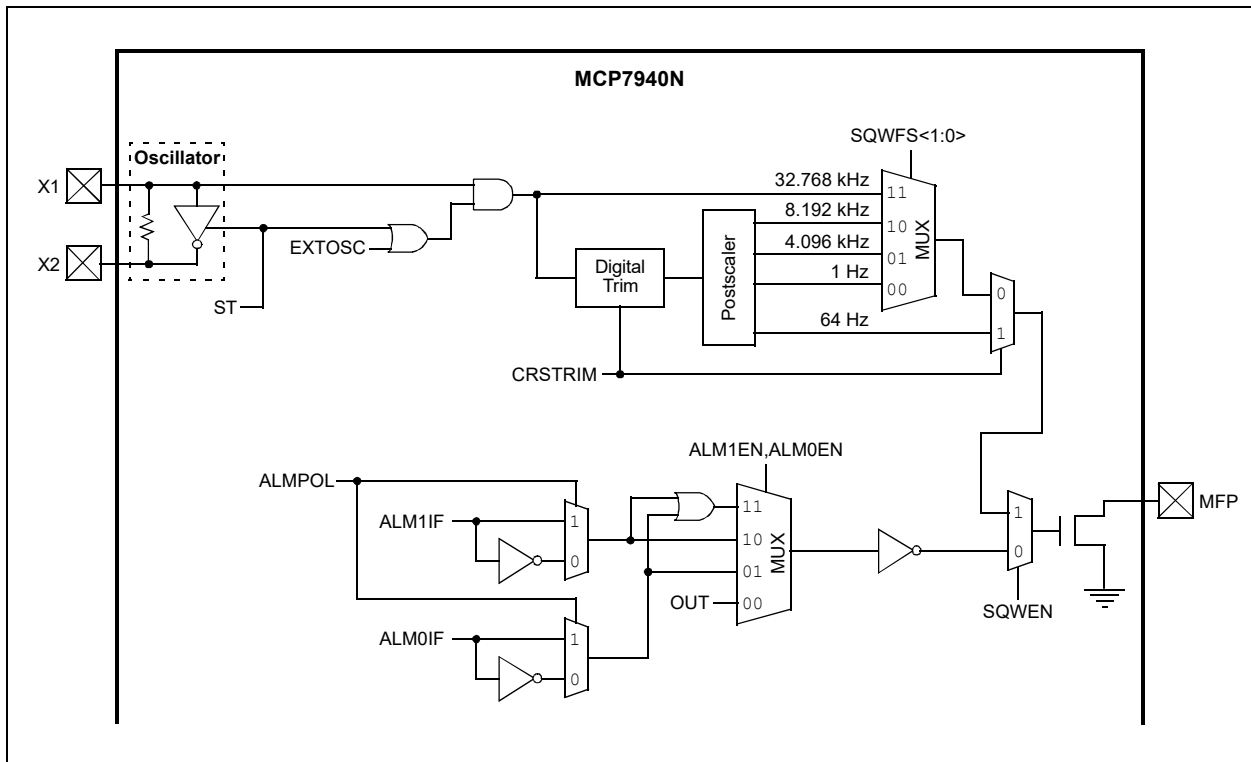 MCP7940N
SQWFS<1:0>
Oscillator
X1
32.768 kHz
11
8.192 kHz
10
X2
EXTOSC
4.096 kHz
01
MUX
Digital
Trim
Postscaler
1 Hz
00
0
ST
64 Hz
1
CRSTRIM
ALM1EN,ALM0EN
ALMPOL
MFP
ALM1IF
1
11
1
0
10
MUX
0
01
OUT
00
SQWEN
ALM0IF
1
0